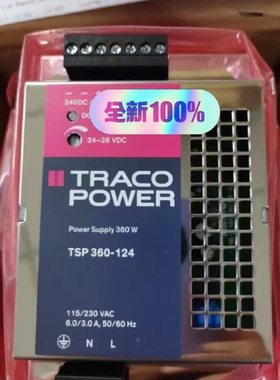 24VDC
DC
全新100%
24-28 VDC
TRACO
POWER
Power Supply 360 W
TSP 360-124
115/230 VAC
6.0/3.0 A, 50/60 Hz
N L